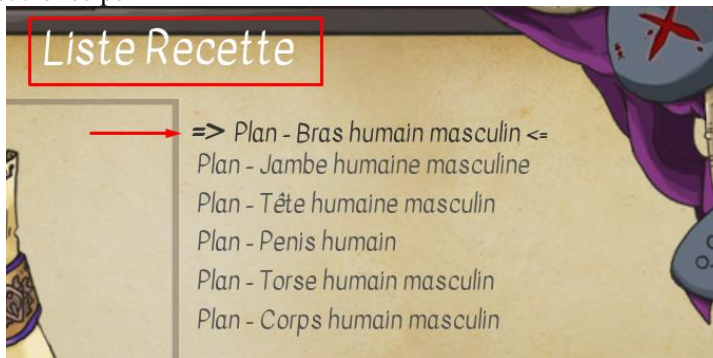 Liste Recette
=> Plan - Bras humain masculin <=
Plan - Jambe humaine masculine
Plan - Tête humaine masculin
Plan - Penis humain
Plan - Torse humain masculin
Plan - Corps humain masculin